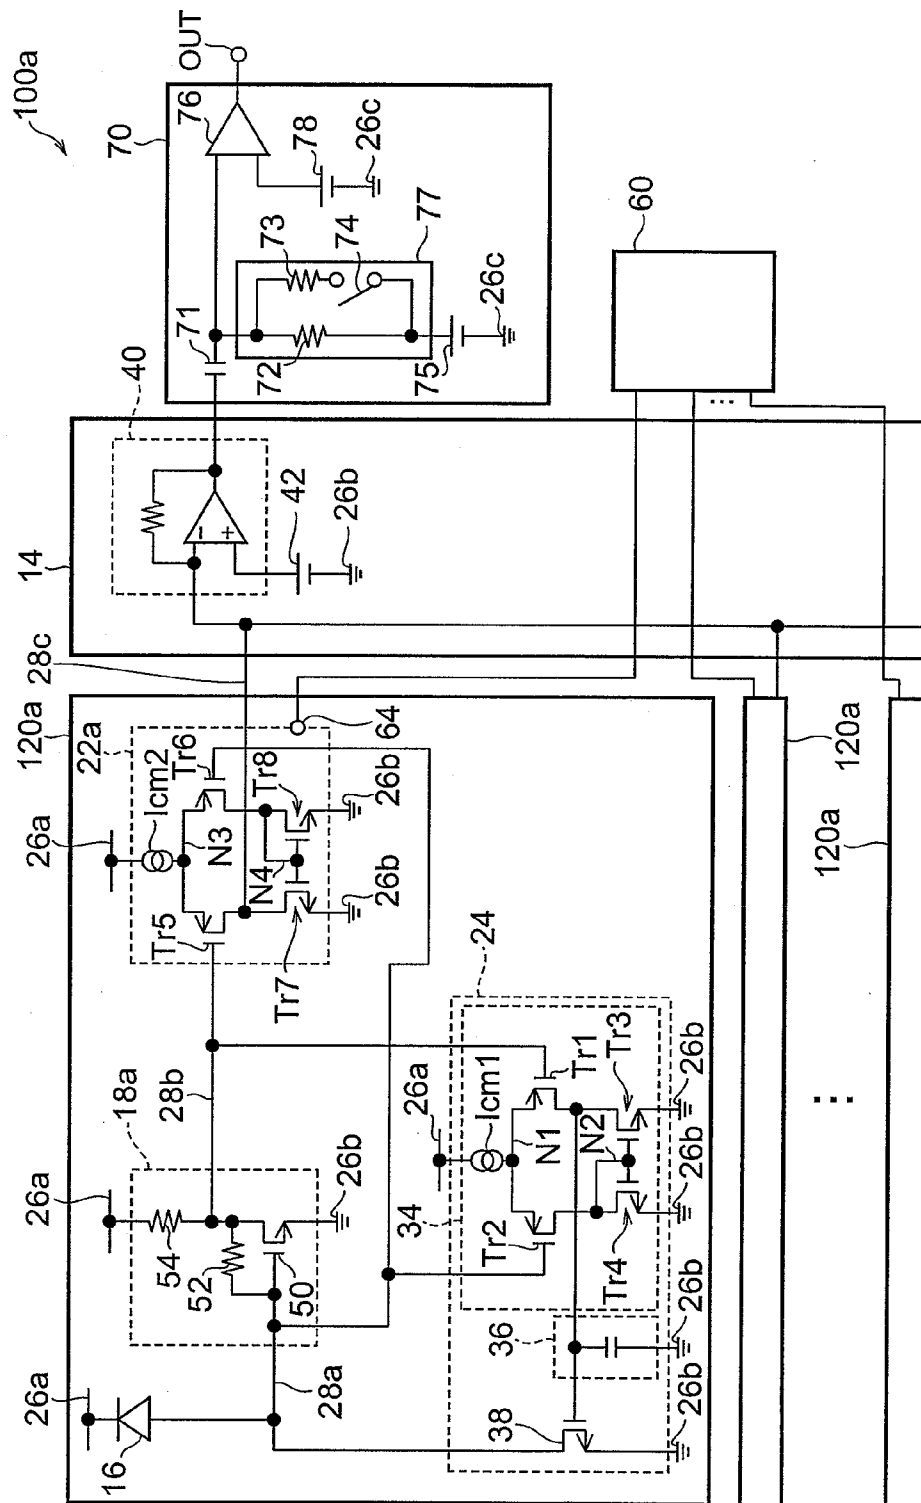 100a
OUT
70
76
78
26c
73
74
77
71
72
75
26c
60
40
42
26b
14
28c
120a
22a
64
26a
Icm2
Tr6
Tr8
N3
N4
26b
26b
Tr5
Tr7
120a
120a
...
24
18a
28b
26a
54
52
50
26b
34
26a
Icm1
Tr1
Tr3
N1
N2
26b
26b
Tr2
Tr4
36
26b
38
26b
26a
16
28a
− +
...